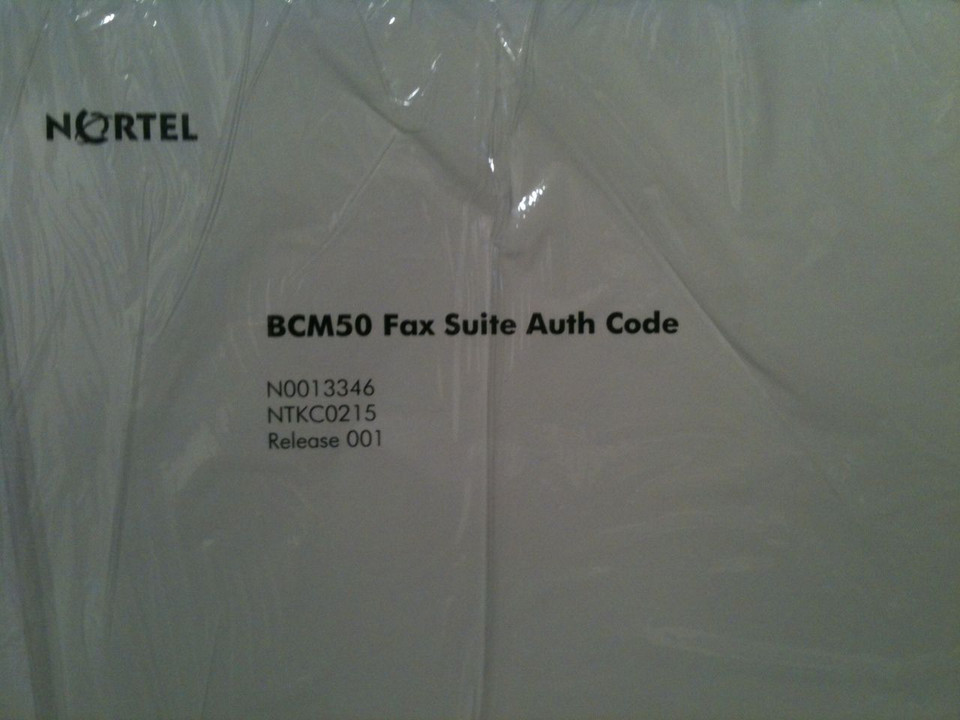 NORTEL
BCM50 Fax Suite Auth Code
N0013346
NTKC0215
Release 001